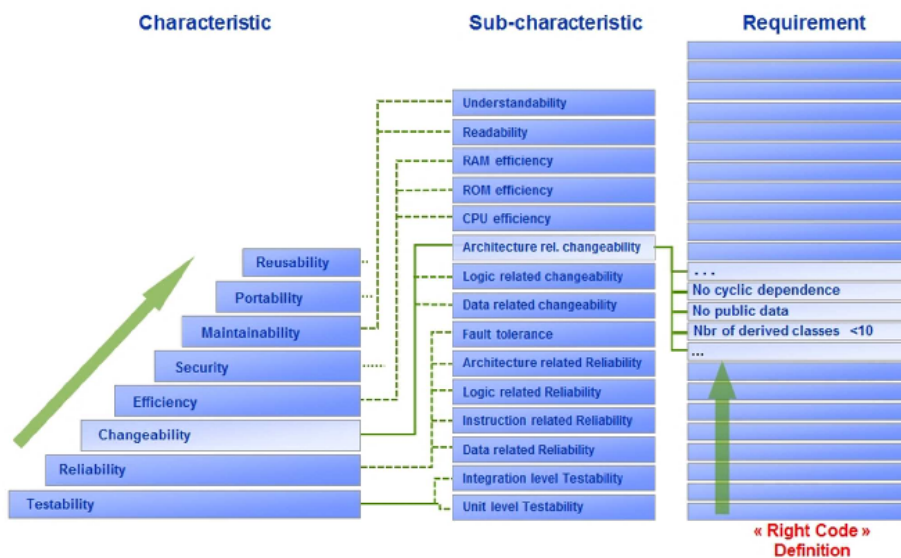 Characteristic
Sub-characteristic
Requirement
Understandability
Readability
RAM efficiency
ROM efficiency
CPU efficiency
Architecture rel. changeability
Logic related changeability
Data related changeability
Fault tolerance
Architecture related Reliability
Logic related Reliability
Instruction related Reliability
Data related Reliability
Integration level Testability
Unit level Testability
Reusability
Portability
Maintainability
Security
Efficiency
Changeability
Reliability
Testability
. . .
No cyclic dependence
No public data
Nbr of derived classes <10
...
« Right Code »
Definition